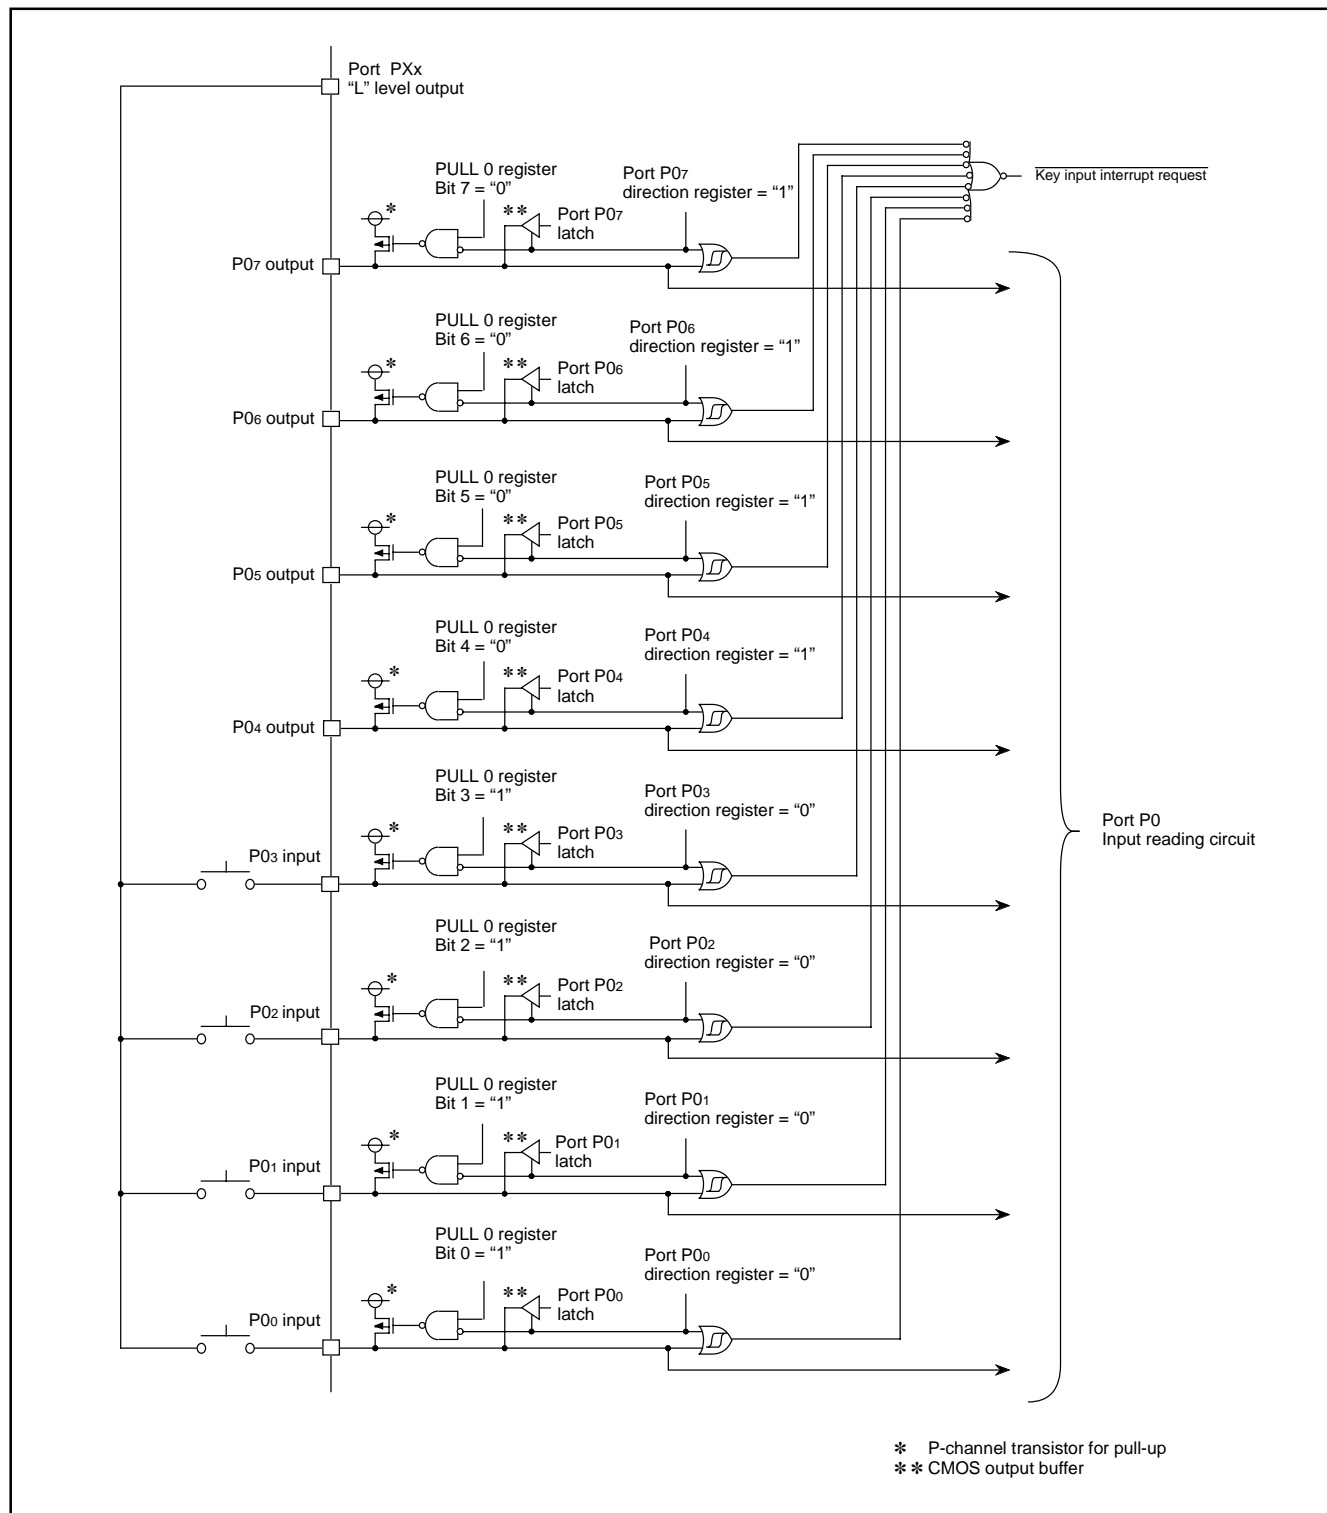 Port PXx
“L” level output
PULL 0 register
Bit 7 = “0”
Port P07
direction register = “1”
Key input interrupt request
*
**
Port P07
latch
P07 output
PULL 0 register
Bit 6 = “0”
Port P06
direction register = “1”
*
**
Port P06
latch
P06 output
PULL 0 register
Bit 5 = “0”
Port P05
direction register = “1”
*
**
Port P05
latch
P05 output
PULL 0 register
Bit 4 = “0”
Port P04
direction register = “1”
*
**
Port P04
latch
P04 output
PULL 0 register
Bit 3 = “1”
Port P03
direction register = “0”
*
**
Port P03
latch
P03 input
Port P0
Input reading circuit
PULL 0 register
Bit 2 = “1”
Port P02
direction register = “0”
*
**
Port P02
latch
P02 input
PULL 0 register
Bit 1 = “1”
Port P01
direction register = “0”
*
**
Port P01
latch
P01 input
PULL 0 register
Bit 0 = “1”
Port P00
direction register = “0”
*
**
Port P00
latch
P00 input
* P-channel transistor for pull-up
** CMOS output buffer